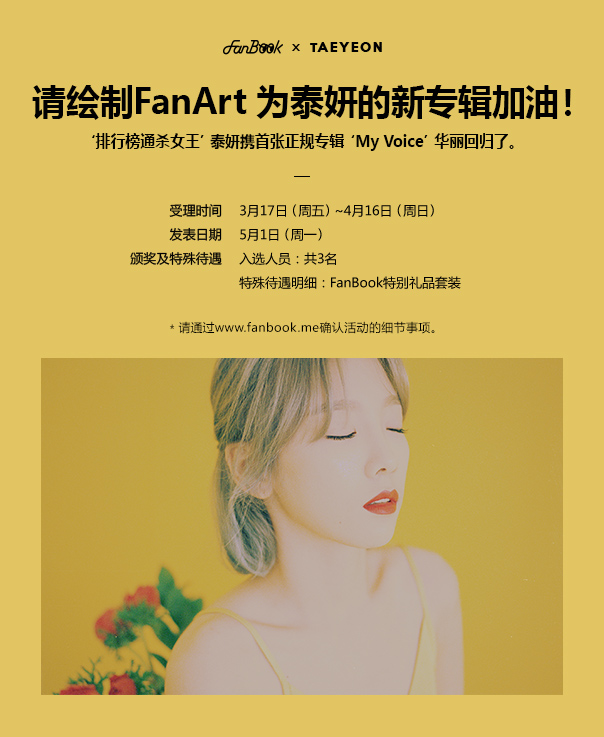 FanBook x TAEYEON
请绘制FanArt 为泰妍的新专辑加油！
‘排行榜通杀女王’ 泰妍携首张正规专辑 ‘My Voice’ 华丽回归了。
受理时间 3月17日（周五）~4月16日（周日）
发表日期 5月1日（周一）
颁奖及特殊待遇 入选人员：共3名
特殊待遇明细：FanBook特别礼品套装
* 请通过www.fanbook.me确认活动的细节事项。